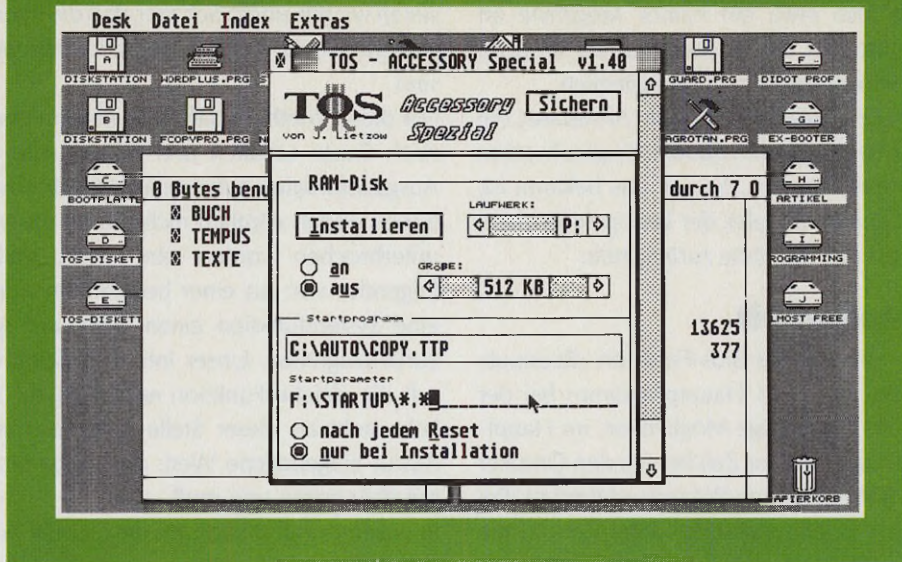 Desk Datei Index Extras
TOS - ACCESSORY Special v1.40
DISKSTATION
WORDPLUS.PRG
GUARD.PRG
DIDOT PROF.
TOS
von J. Lietzow
Accessory
Spezial
Sichern
DISKSTATION
FCOPYPRO.PRG
AGROTAN.PRG
EX-BOOTER
BOOTPLATTE
ARTIKEL
0 Bytes benu
durch 7 O
BUCH
TEMPUS
TEXTE
RAM-Disk
LAUFWERK:
Installieren
P:
an
aus
GRÖßE:
512 KB
TOS-DISKETT
ROGRAMMING
TOS-DISKETT
LMOST FREE
Startprogramm
C:\AUTO\COPY.TTP
13625
377
Startparameter
F:\STARTUP\*.*
nach jedem Reset
nur bei Installation
APIERKORB